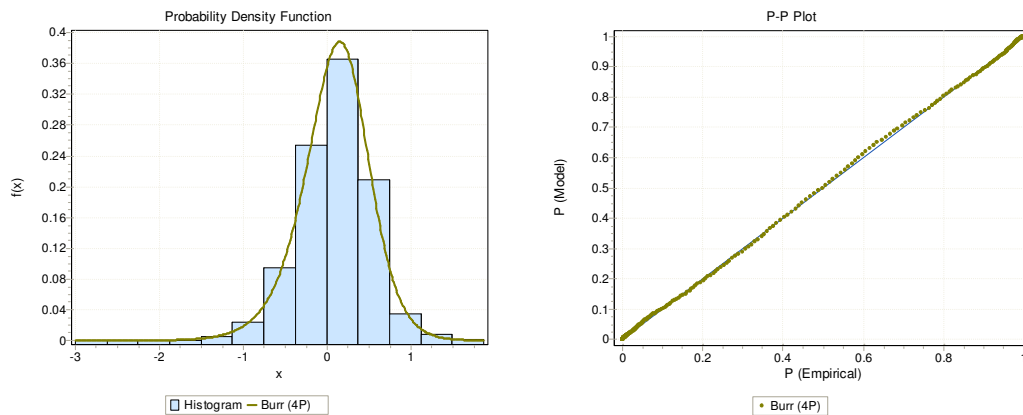 Probability Density Function
f(x)
0.4
0.36
0.32
0.28
0.24
0.2
0.16
0.12
0.08
0.04
0
-3 -2 -1 0 1
x
Histogram Burr (4P)
P-P Plot
P (Model)
1
0.9
0.8
0.7
0.6
0.5
0.4
0.3
0.2
0.1
0
0.0 0.2 0.4 0.6 0.8 1
P (Empirical)
Burr (4P)